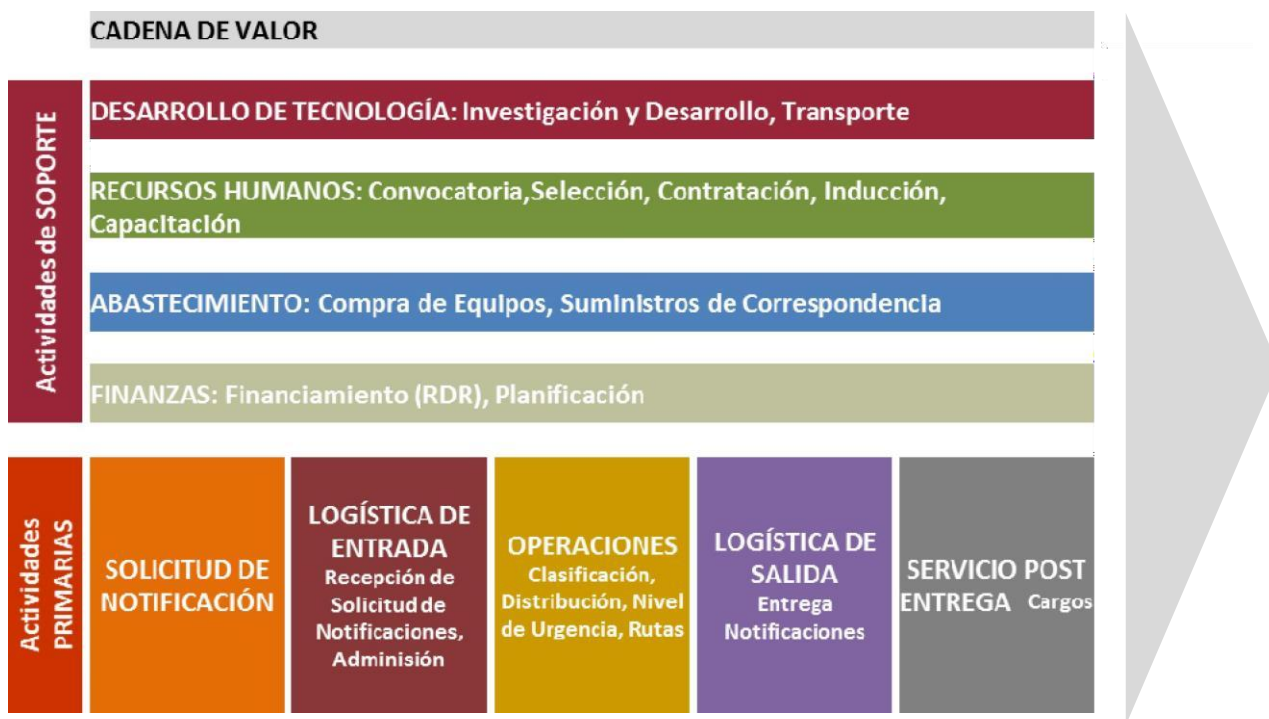 CADENA DE VALOR
Actividades de SOPORTE
DESARROLLO DE TECNOLOGÍA: Investigación y Desarrollo, Transporte
RECURSOS HUMANOS: Convocatoria,Selección, Contratación, Inducción,
Capacitación
ABASTECIMIENTO: Compra de Equipos, Suministros de Correspondencia
FINANZAS: Financiamiento (RDR), Planificación
Actividades
PRIMARIAS
SOLICITUD DE
NOTIFICACIÓN
LOGÍSTICA DE
ENTRADA
Recepción de
Solicitud de
Notificaciones,
Adminisión
OPERACIONES
Clasificación,
Distribución, Nivel
de Urgencia, Rutas
LOGÍSTICA DE
SALIDA
Entrega
Notificaciones
SERVICIO POST
ENTREGA Cargos